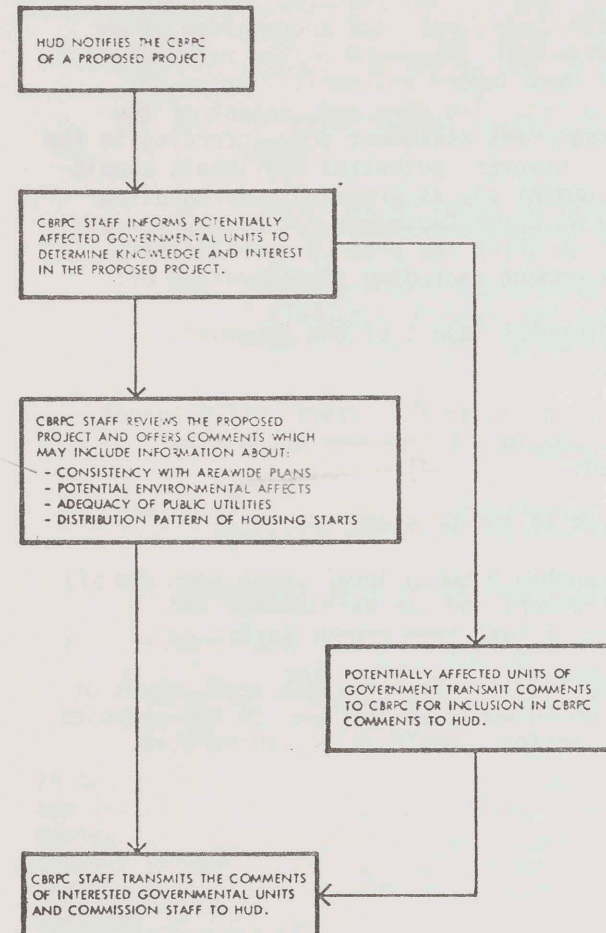 HUD NOTIFIES THE CBRPC
OF A PROPOSED PROJECT
CBRPC STAFF INFORMS POTENTIALLY
AFFECTED GOVERNMENTAL UNITS TO
DETERMINE KNOWLEDGE AND INTEREST
IN THE PROPOSED PROJECT.
CBRPC STAFF REVIEWS THE PROPOSED
PROJECT AND OFFERS COMMENTS WHICH
MAY INCLUDE INFORMATION ABOUT:
- CONSISTENCY WITH AREAWIDE PLANS
- POTENTIAL ENVIRONMENTAL AFFECTS
- ADEQUACY OF PUBLIC UTILITIES
- DISTRIBUTION PATTERN OF HOUSING STARTS
POTENTIALLY AFFECTED UNITS OF
GOVERNMENT TRANSMIT COMMENTS
TO CBRPC FOR INCLUSION IN CBRPC
COMMENTS TO HUD.
CBRPC STAFF TRANSMITS THE COMMENTS
OF INTERESTED GOVERNMENTAL UNITS
AND COMMISSION STAFF TO HUD.